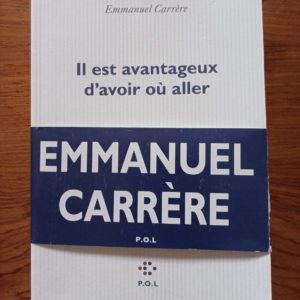 Emmanuel Carrère
Il est avantageux
d'avoir où aller
EMMANUEL
CARRÈRE
P.O.L
P.O.L